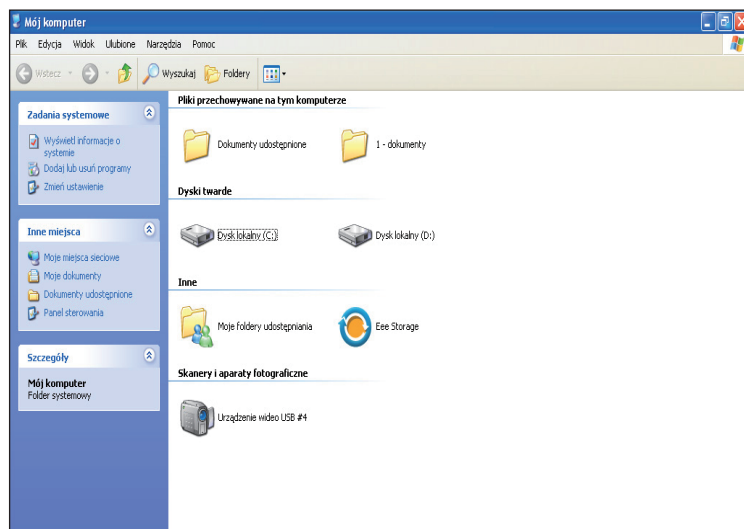 Mój komputer
Plik Edycja Widok Ulubione Narzędzia Pomoc
Wstecz Wyszukaj Foldery
Zadania systemowe
Wyświetl informacje o
systemie
Dodaj lub usuń programy
Zmień ustawienie
Inne miejsca
Moje miejsca sieciowe
Moje dokumenty
Dokumenty udostępnione
Panel sterowania
Szczegóły
Mój komputer
Folder systemowy
Pliki przechowywane na tym komputerze
Dokumenty udostępnione 1 - dokumenty
Dyski twarde
Dysk lokalny (C:) Dysk lokalny (D:)
Inne
Moje foldery udostępniania Eee Storage
Skanery i aparaty fotograficzne
Urządzenie wideo USB #4